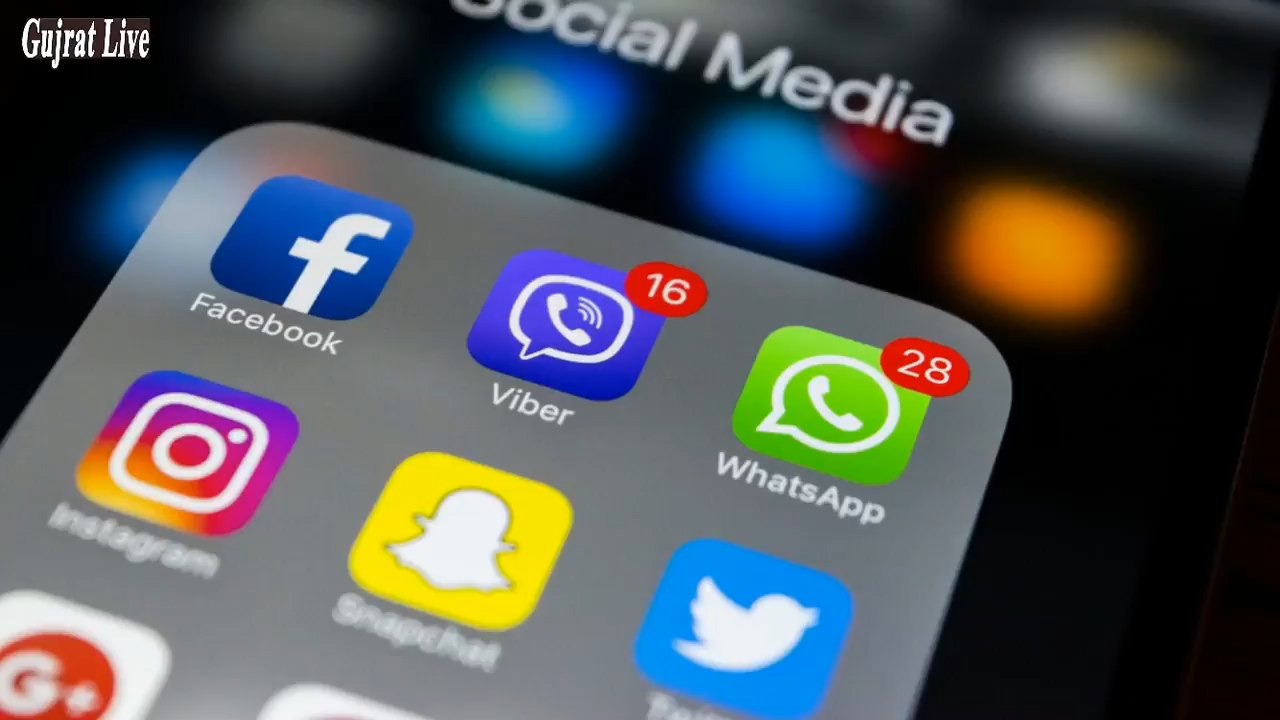 Gujrat Live
Social Media
Facebook
Viber
16
WhatsApp
28
Instagram
Snapchat
G+